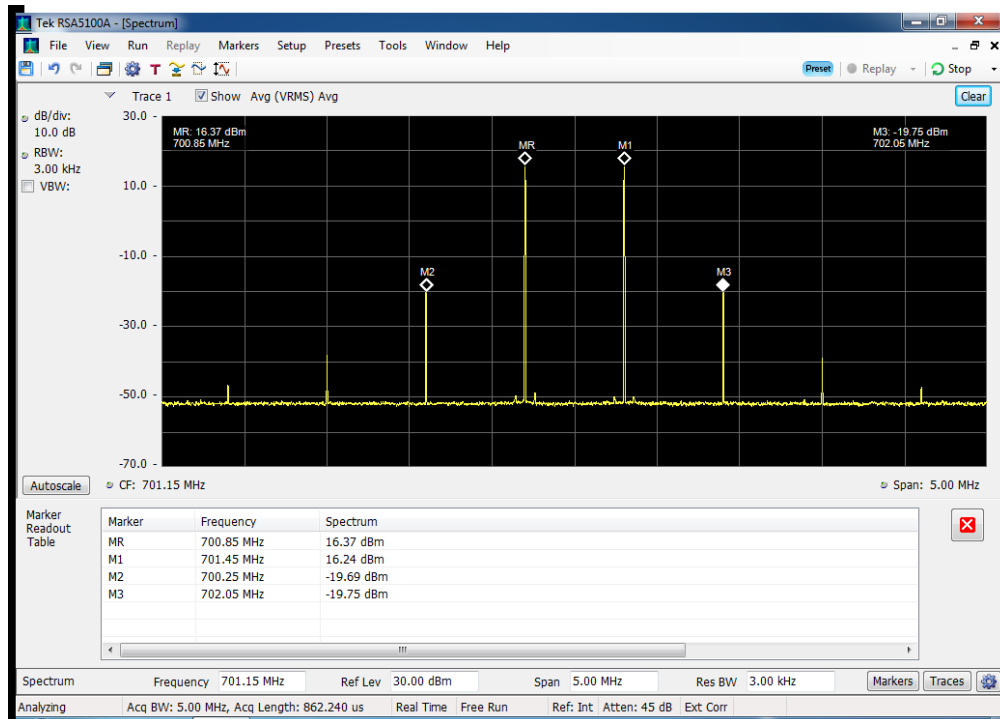 Tek RSA5100A - [Spectrum]
File View Run Replay Markers Setup Presets Tools Window Help
T Preset Replay Stop
Trace 1 Show Avg (VRMS) Avg Clear
dB/div:
10.0 dB
RBW:
3.00 kHz
VBW:
30.0
10.0
-10.0
-30.0
-50.0
-70.0
MR: 16.37 dBm
700.85 MHz
M3: -19.75 dBm
702.05 MHz
MR
M1
M2
M3
Autoscale CF: 701.15 MHz Span: 5.00 MHz
Marker
Readout
Table
Marker Frequency Spectrum
MR 700.85 MHz 16.37 dBm
M1 701.45 MHz 16.24 dBm
M2 700.25 MHz -19.69 dBm
M3 702.05 MHz -19.75 dBm
Spectrum Frequency 701.15 MHz Ref Lev 30.00 dBm Span 5.00 MHz Res BW 3.00 kHz Markers Traces
Analyzing Acq BW: 5.00 MHz, Acq Length: 862.240 us Real Time Free Run Ref: Int Atten: 45 dB Ext Corr